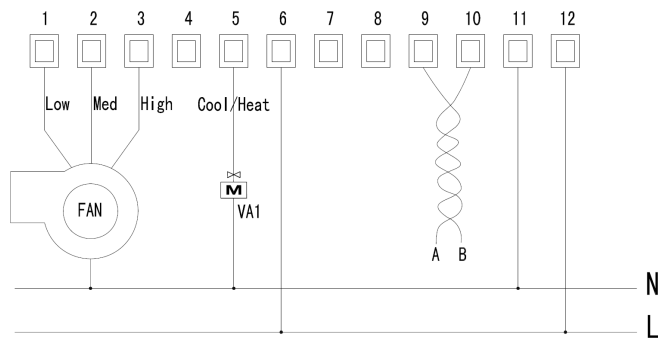 1 2 3 4 5 6 7 8 9 10 11 12
Low Med High Cool/Heat
M
FAN VA1
A B
N
L